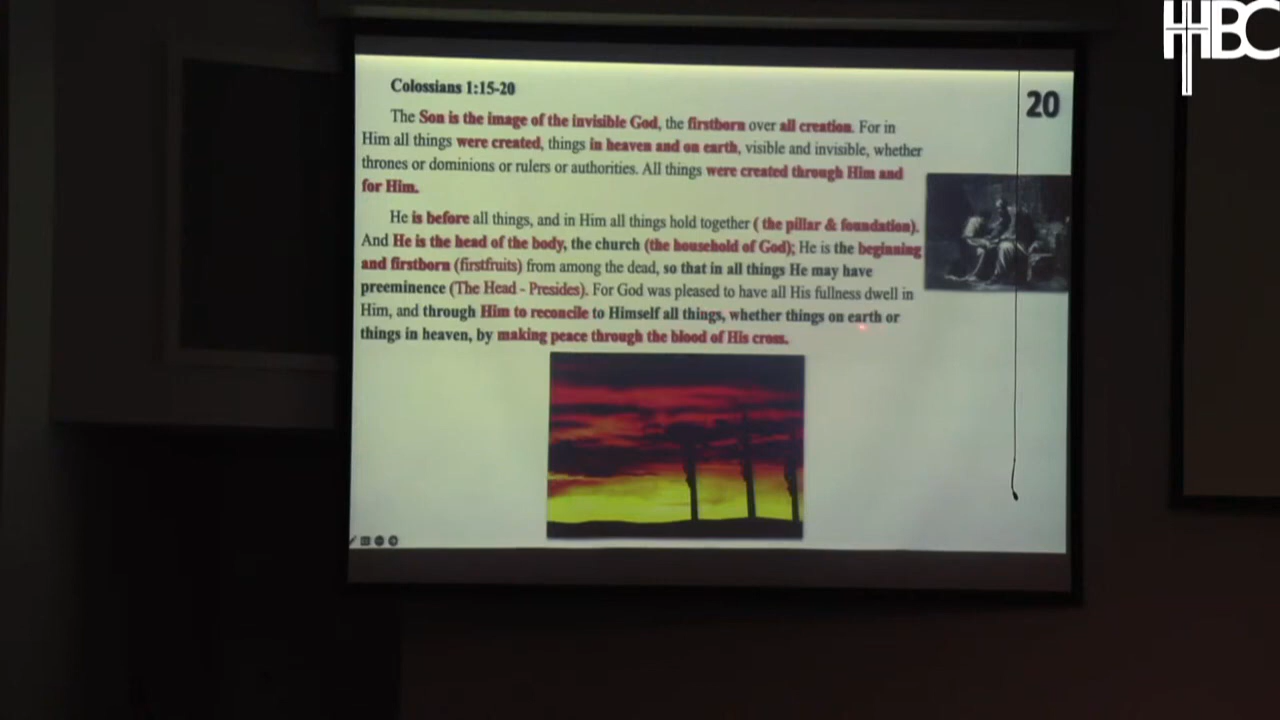 HHBC
Colossians 1:15-20
20
The Son is the image of the invisible God, the firstborn over all creation. For in
Him all things were created, things in heaven and on earth, visible and invisible, whether
thrones or dominions or rulers or authorities. All things were created through Him and
for Him.
He is before all things, and in Him all things hold together ( the pillar & foundation).
And He is the head of the body, the church (the household of God); He is the beginning
and firstborn (firstfruits) from among the dead, so that in all things He may have
preeminence (The Head - Presides). For God was pleased to have all His fullness dwell in
Him, and through Him to reconcile to Himself all things, whether things on earth or
things in heaven, by making peace through the blood of His cross.